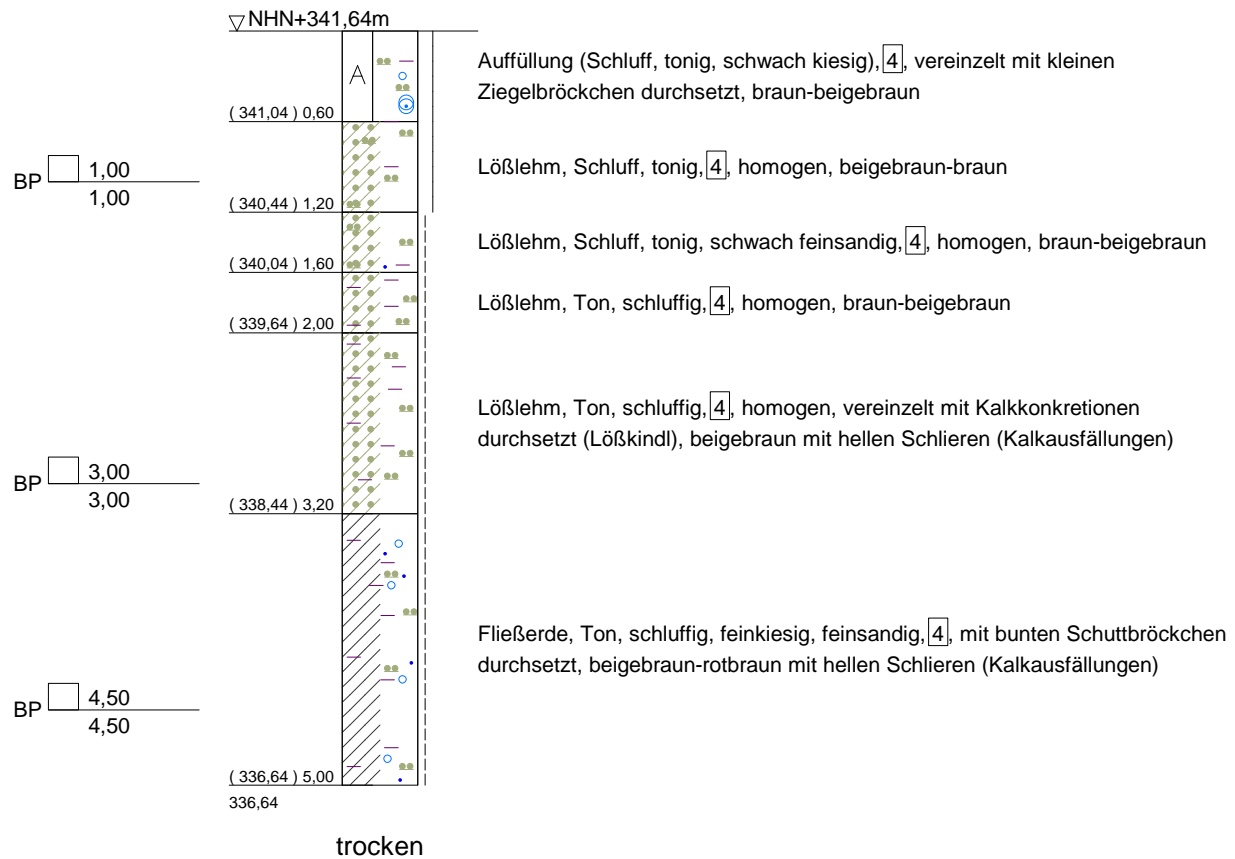 ▽ NHN+341,64m
A
Auffüllung (Schluff, tonig, schwach kiesig), 4, vereinzelt mit kleinen
Ziegelbröckchen durchsetzt, braun-beigebraun
( 341,04 ) 0,60
Lößlehm, Schluff, tonig, 4, homogen, beigebraun-braun
BP 1,00
1,00
( 340,44 ) 1,20
Lößlehm, Schluff, tonig, schwach feinsandig, 4, homogen, braun-beigebraun
( 340,04 ) 1,60
Lößlehm, Ton, schluffig, 4, homogen, braun-beigebraun
( 339,64 ) 2,00
Lößlehm, Ton, schluffig, 4, homogen, vereinzelt mit Kalkkonkretionen
durchsetzt (Lößkindl), beigebraun mit hellen Schlieren (Kalkausfällungen)
BP 3,00
3,00
( 338,44 ) 3,20
Fließerde, Ton, schluffig, feinkiesig, feinsandig, 4, mit bunten Schuttbröckchen
durchsetzt, beigebraun-rotbraun mit hellen Schlieren (Kalkausfällungen)
BP 4,50
4,50
( 336,64 ) 5,00
336,64
trocken